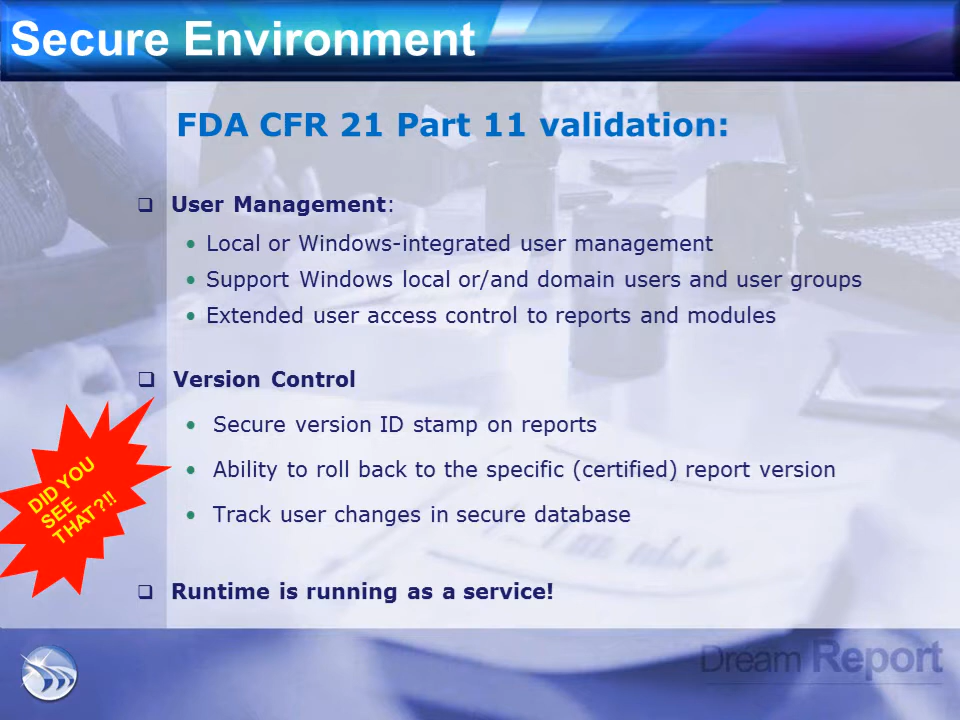 Secure Environment
FDA CFR 21 Part 11 validation:
User Management:
Local or Windows-integrated user management
Support Windows local or/and domain users and user groups
Extended user access control to reports and modules
Version Control
Secure version ID stamp on reports
Ability to roll back to the specific (certified) report version
Track user changes in secure database
DID YOU
SEE
THAT?!!
Runtime is running as a service!
Dream Report